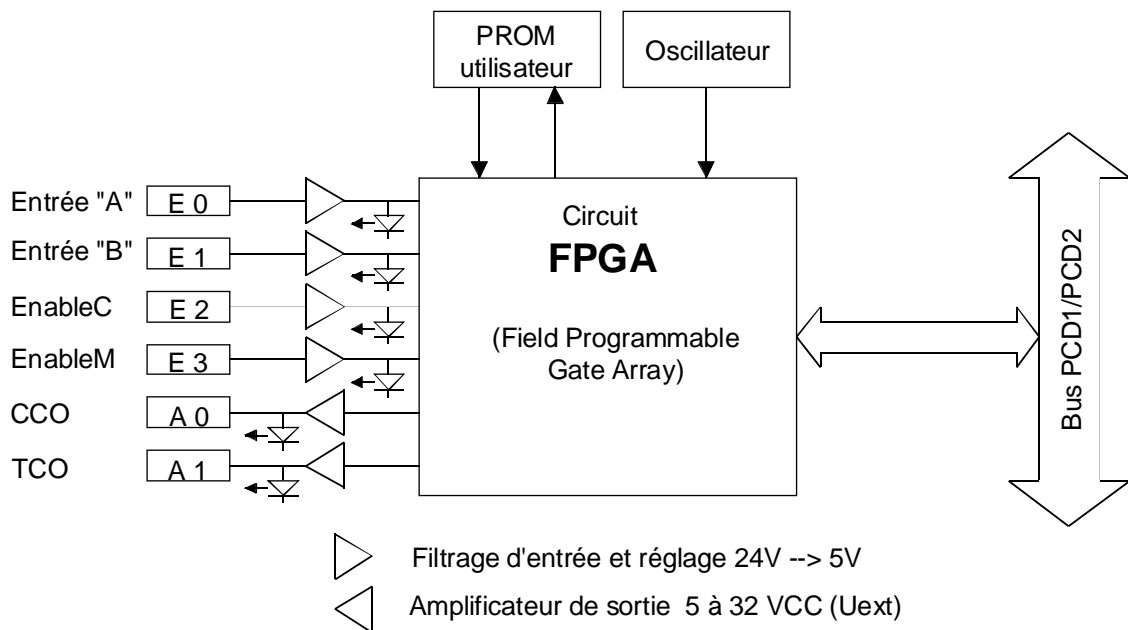 PROM
utilisateur
Oscillateur
Entrée "A" E 0
Entrée "B" E 1
EnableC E 2
EnableM E 3
CCO A 0
TCO A 1
Circuit
FPGA
(Field Programmable
Gate Array)
Bus PCD1/PCD2
Filtrage d'entrée et réglage 24V --> 5V
Amplificateur de sortie 5 à 32 VCC (Uext)